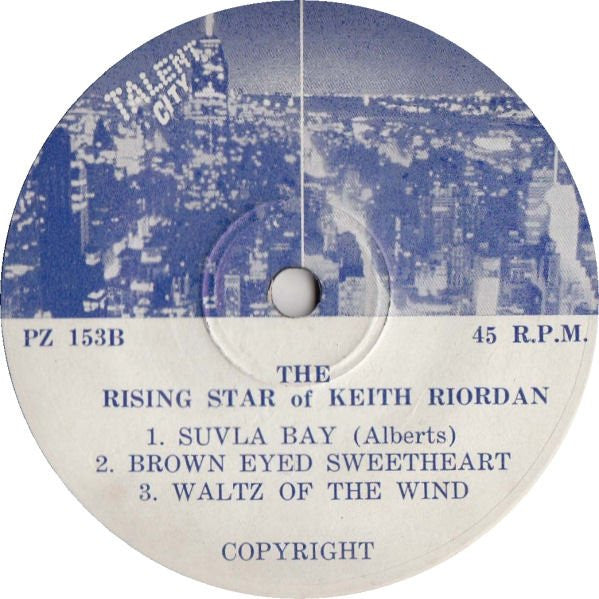 TALENT
CITY
PZ 153B
45 R.P.M.
THE
RISING STAR of KEITH RIORDAN
1. SUVLA BAY (Alberts)
2. BROWN EYED SWEETHEART
3. WALTZ OF THE WIND
COPYRIGHT